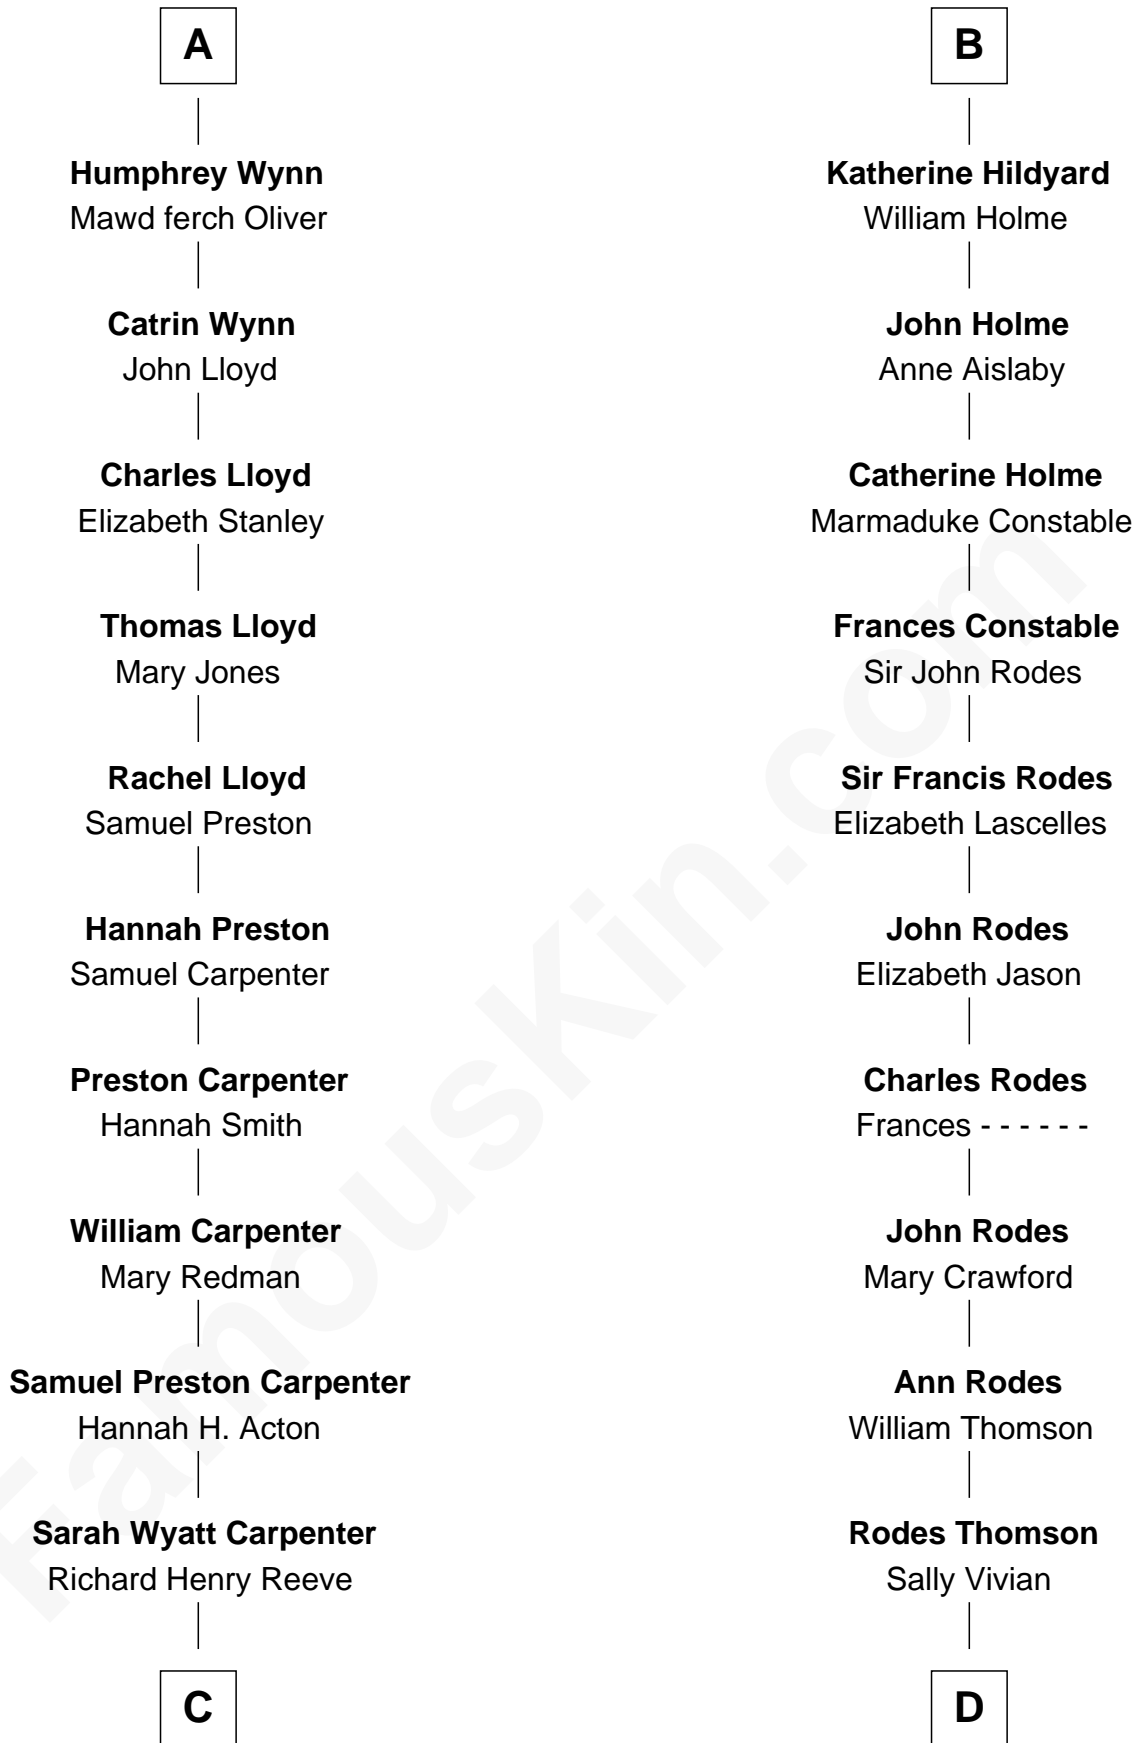 A
Humphrey Wynn
Mawd ferch Oliver
Catrin Wynn
John Lloyd
Charles Lloyd
Elizabeth Stanley
Thomas Lloyd
Mary Jones
Rachel Lloyd
Samuel Preston
Hannah Preston
Samuel Carpenter
Preston Carpenter
Hannah Smith
William Carpenter
Mary Redman
Samuel Preston Carpenter
Hannah H. Acton
Sarah Wyatt Carpenter
Richard Henry Reeve
C
B
Katherine Hildyard
William Holme
John Holme
Anne Aislaby
Catherine Holme
Marmaduke Constable
Frances Constable
Sir John Rodes
Sir Francis Rodes
Elizabeth Lascelles
John Rodes
Elizabeth Jason
Charles Rodes
Frances - - - - - -
John Rodes
Mary Crawford
Ann Rodes
William Thomson
Rodes Thomson
Sally Vivian
D
FamousKin.com